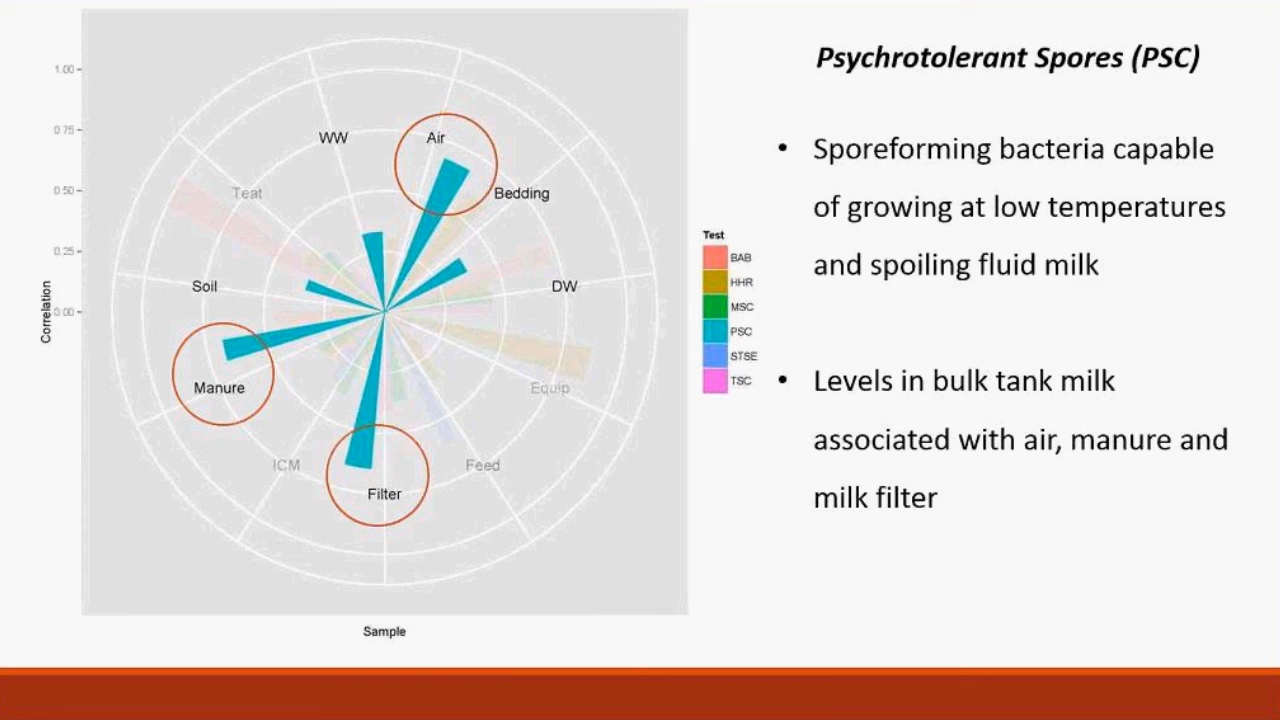 Psychrotolerant Spores (PSC)
• Sporeforming bacteria capable
of growing at low temperatures
and spoiling fluid milk
• Levels in bulk tank milk
associated with air, manure and
milk filter
1.00
0.75
0.50
0.25
0.00
Correlation
WW
Air
Teat
Bedding
Soil
DW
Manure
Equip
ICM
Feed
Filter
Sample
Test
BAB
HHR
MSC
PSC
STSE
TSC